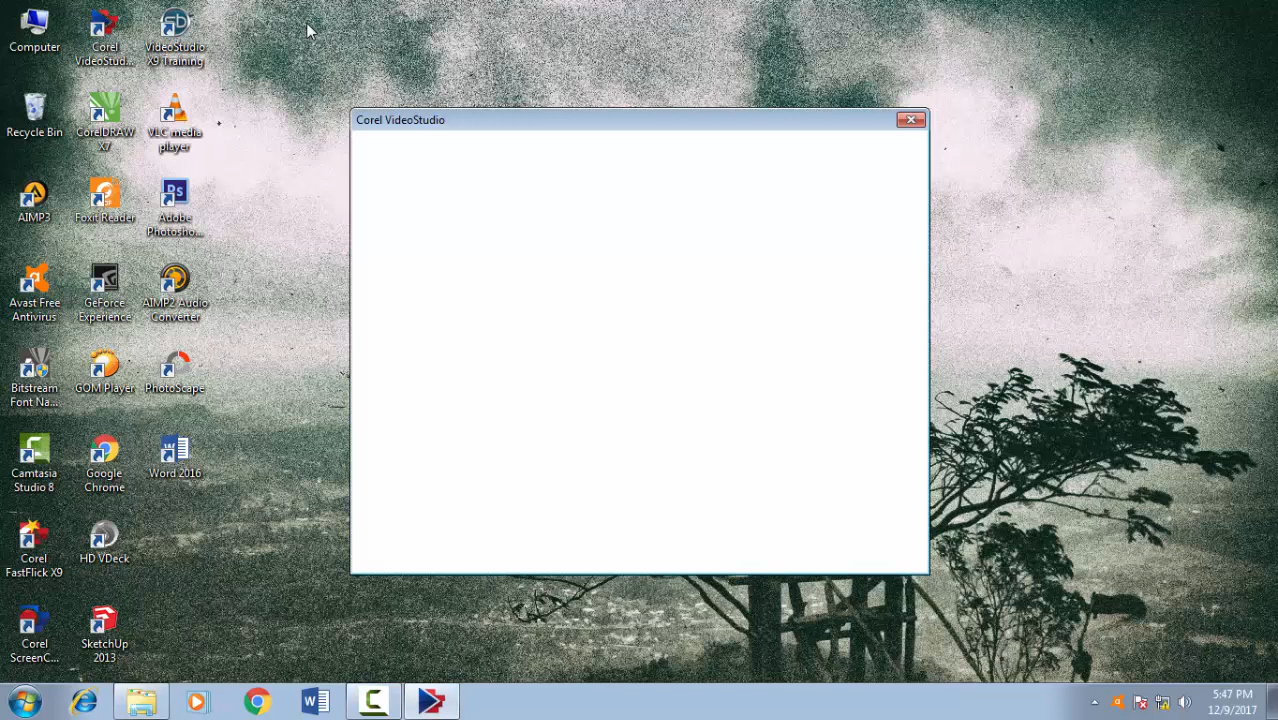 Computer
Corel
VideoStud...
VideoStudio
X9 Training
Recycle Bin
CorelDRAW
X7
VLC media
player
AIMP3
Foxit Reader
Ps
Adobe
Photosho...
Avast Free
Antivirus
GeForce
Experience
AIMP2 Audio
Converter
Bitstream
Font Na...
GOM Player
PhotoScape
Camtasia
Studio 8
Google
Chrome
Word 2016
Corel
FastFlick X9
HD VDeck
Corel
ScreenC...
SketchUp
2013
Corel VideoStudio
5:47 PM
12/9/2017